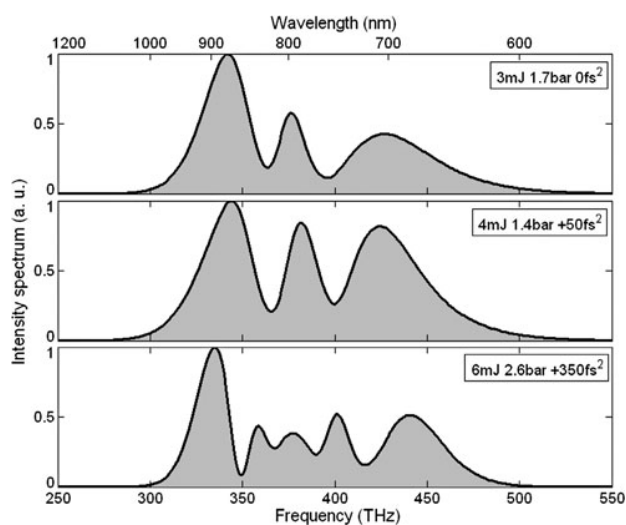 Wavelength (nm)
1200 1000 900 800 700 600
1
0.5
0
3mJ 1.7bar 0fs²
1
0.5
0
4mJ 1.4bar +50fs²
1
0.5
0
6mJ 2.6bar +350fs²
Intensity spectrum (a. u.)
250 300 350 400 450 500 550
Frequency (THz)